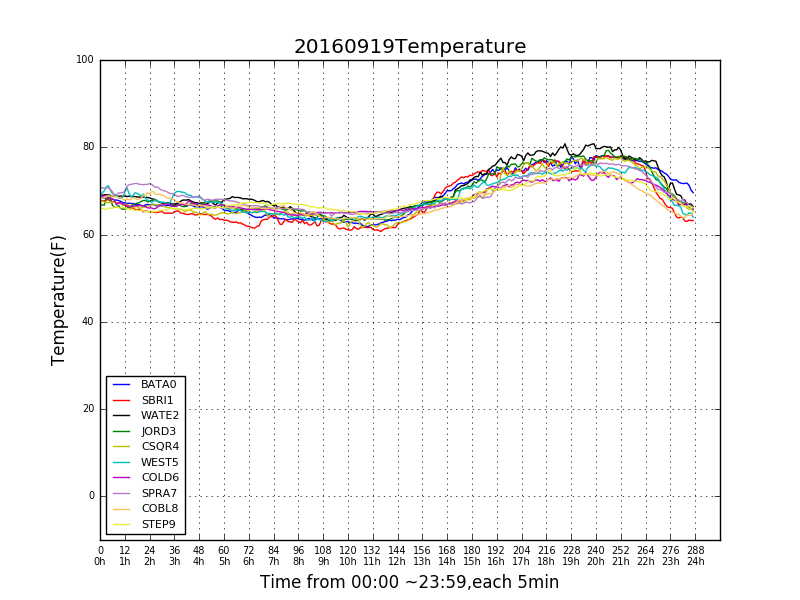 20160919Temperature
100
80
60
40
20
0
Temperature(F)
BATA0
SBRI1
WATE2
JORD3
CSQR4
WEST5
COLD6
SPRA7
COBL8
STEP9
0 12 24 36 48 60 72 84 96 108 120 132 144 156 168 180 192 204 216 228 240 252 264 276 288
0h 1h 2h 3h 4h 5h 6h 7h 8h 9h 10h 11h 12h 13h 14h 15h 16h 17h 18h 19h 20h 21h 22h 23h 24h
Time from 00:00 ~23:59,each 5min